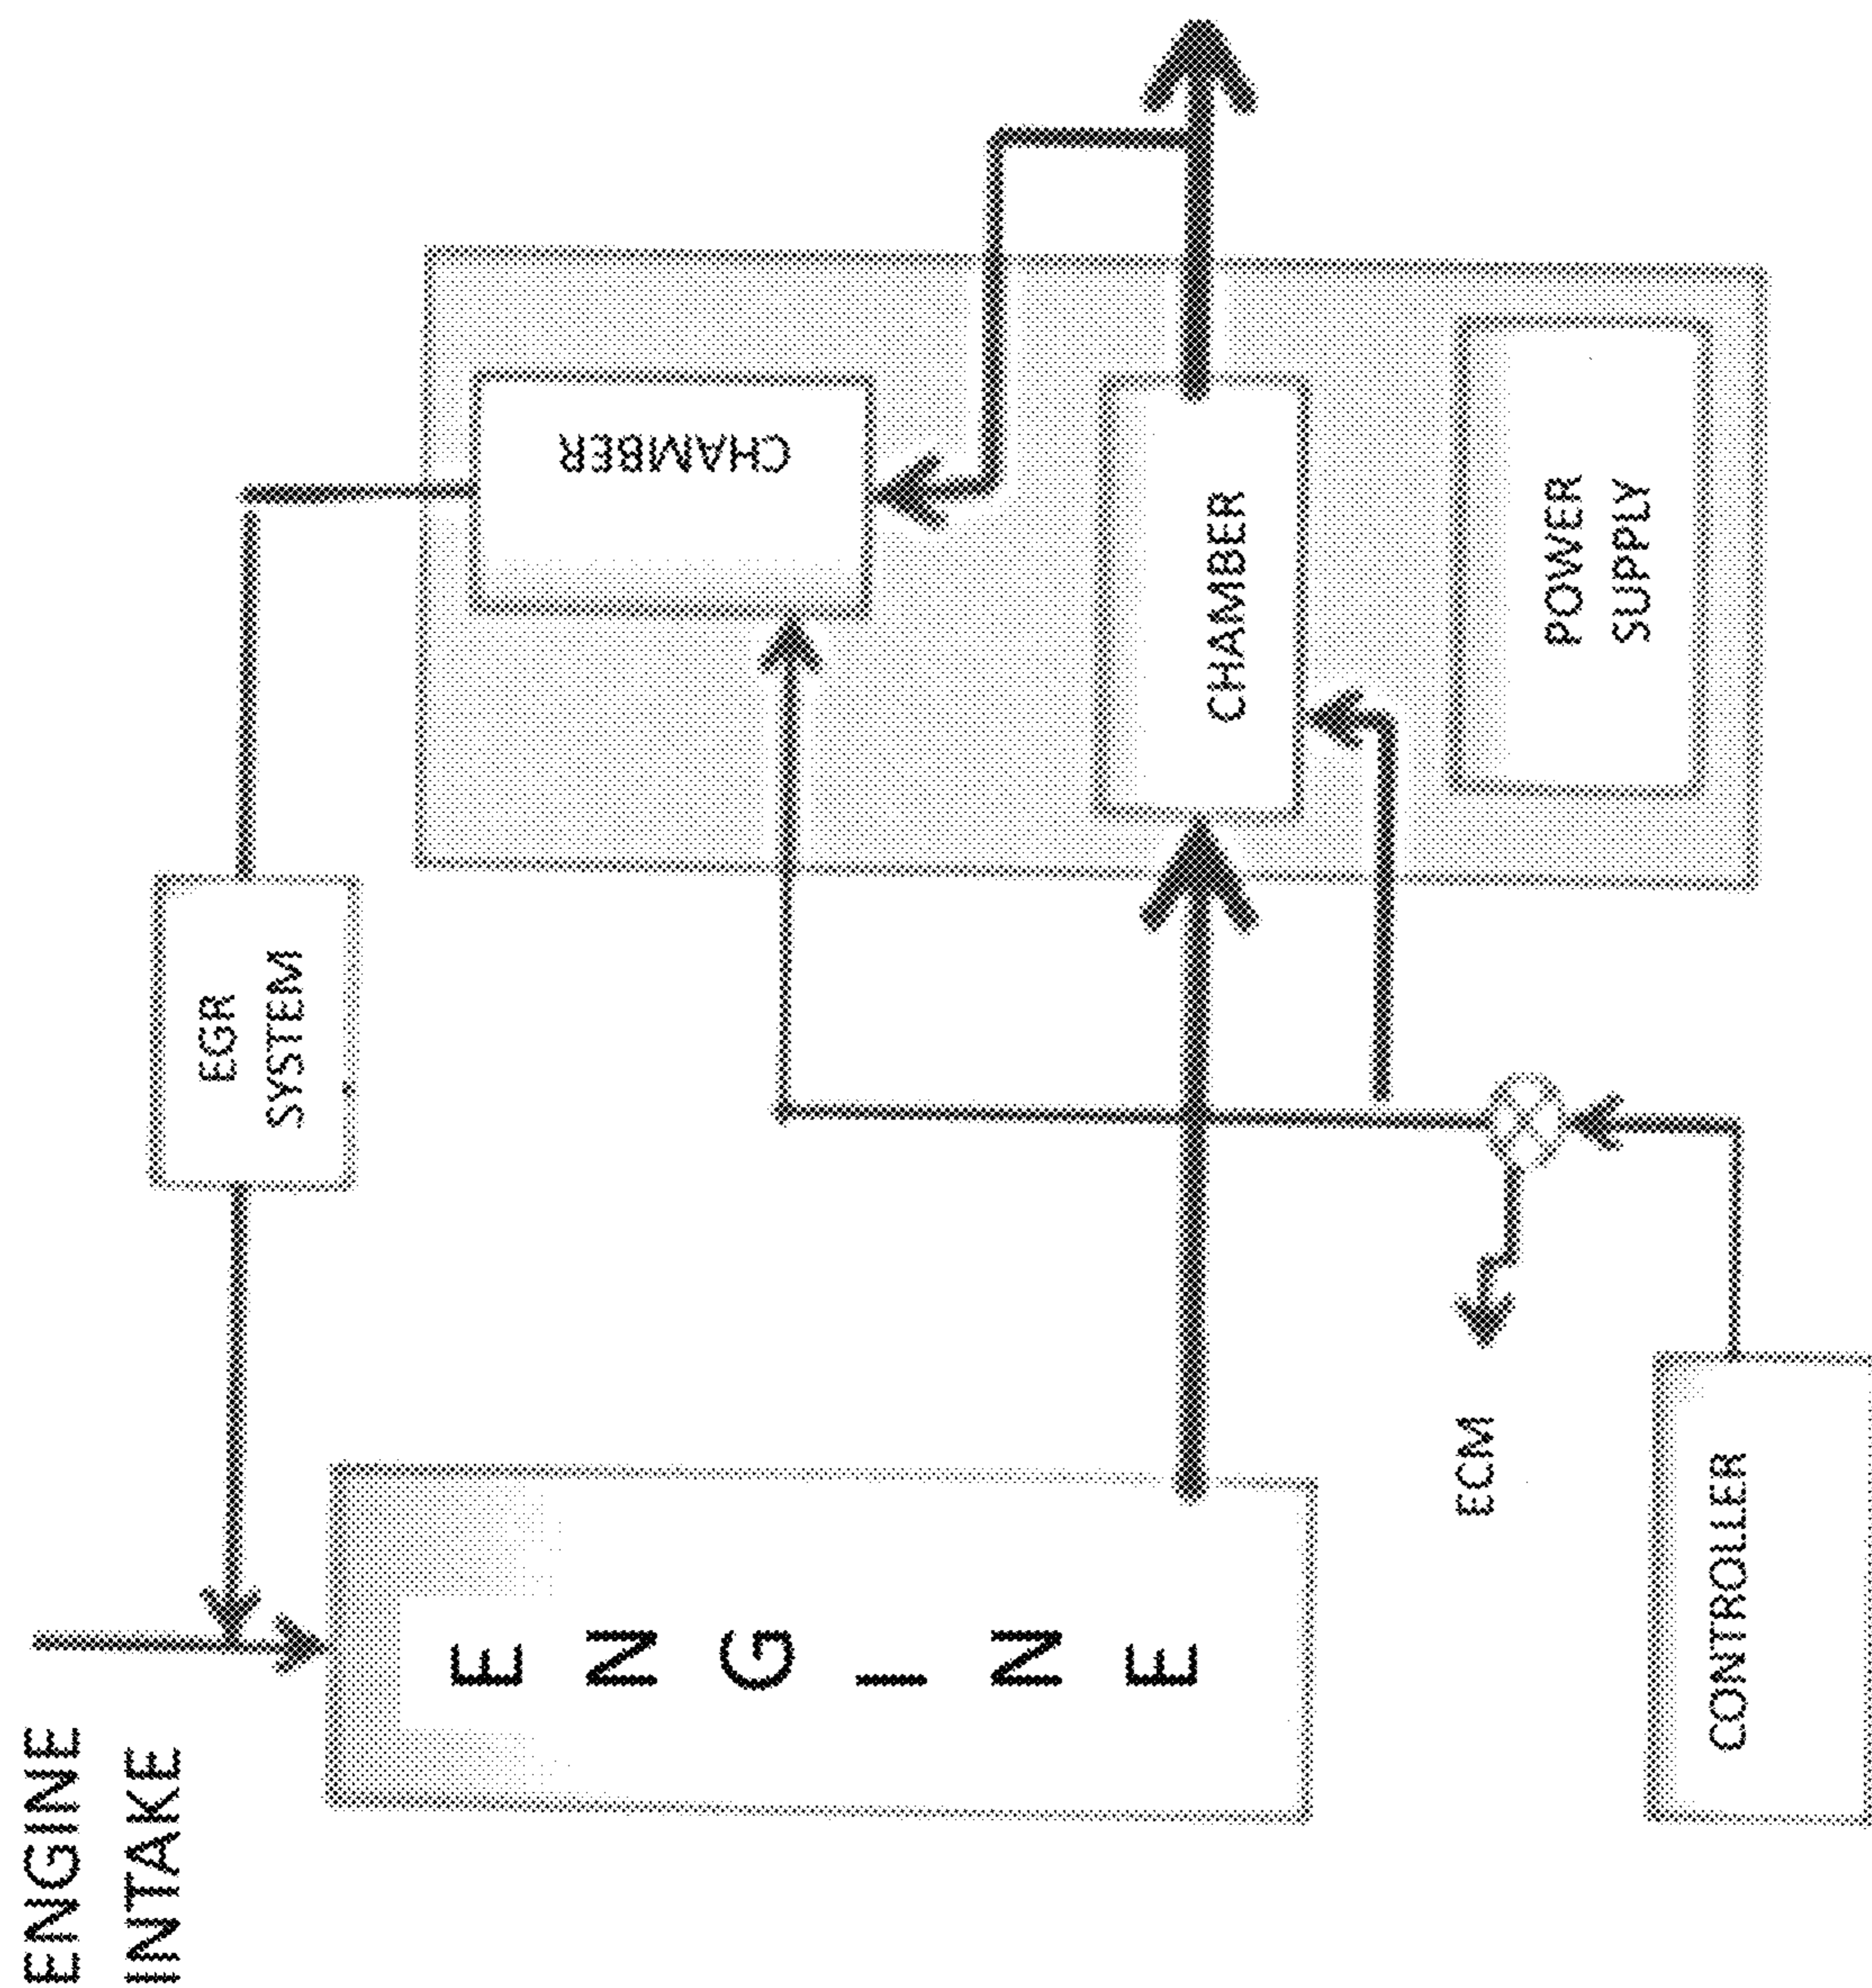 ENGINE
INTAKE
EGR
SYSTEM
ENGINE
CHAMBER
CHAMBER
POWER
SUPPLY
ECM
CONTROLLER